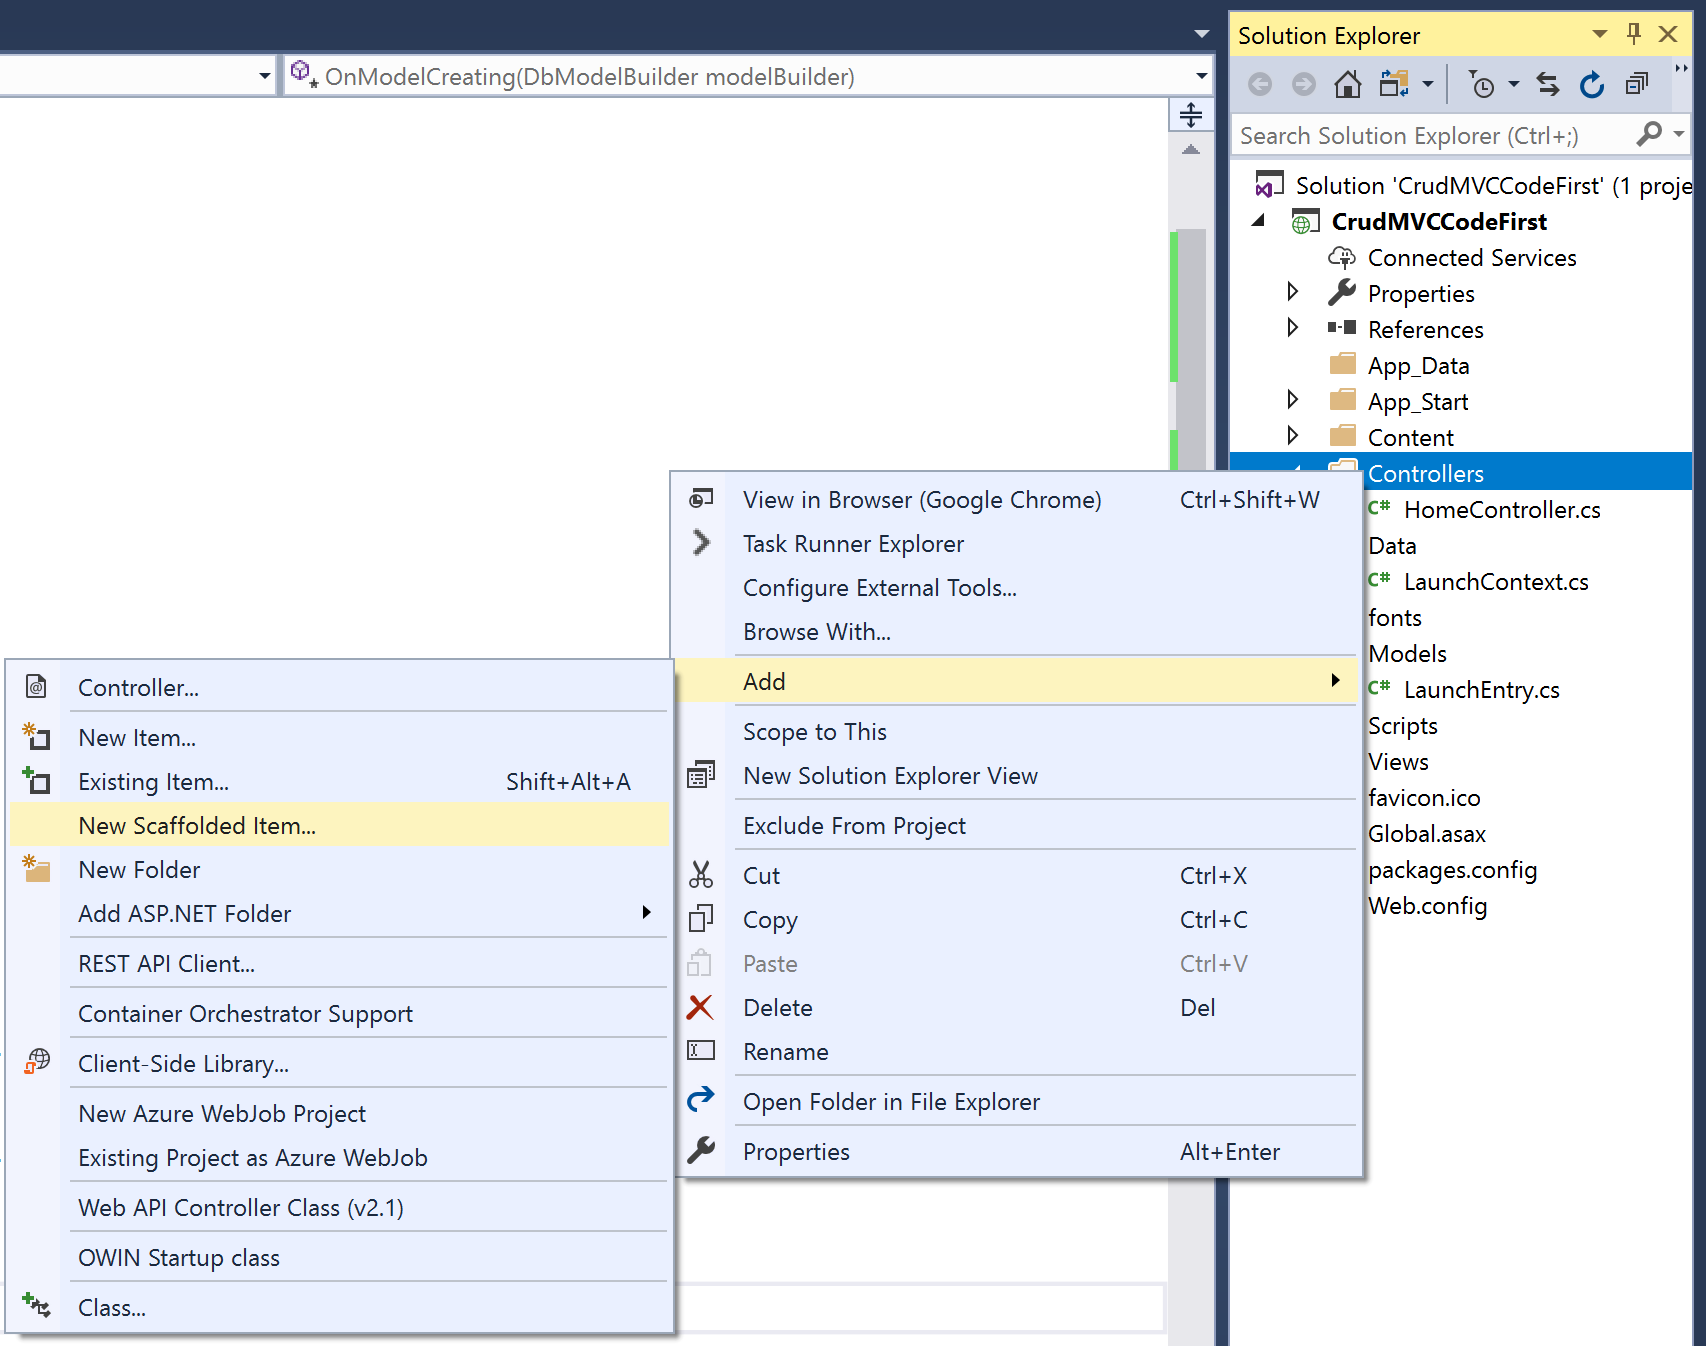 OnModelCreating(DbModelBuilder modelBuilder)
Solution Explorer
Search Solution Explorer (Ctrl+;)
Solution 'CrudMVCCodeFirst' (1 proje
CrudMVCCodeFirst
Connected Services
Properties
References
App_Data
App_Start
Content
Controllers
C# HomeController.cs
Data
C# LaunchContext.cs
fonts
Models
C# LaunchEntry.cs
Scripts
Views
favicon.ico
Global.asax
packages.config
Web.config
View in Browser (Google Chrome) Ctrl+Shift+W
Task Runner Explorer
Configure External Tools...
Browse With...
Add
Scope to This
New Solution Explorer View
Exclude From Project
Cut Ctrl+X
Copy Ctrl+C
Paste Ctrl+V
Delete Del
Rename
Open Folder in File Explorer
Properties Alt+Enter
Controller...
New Item...
Existing Item... Shift+Alt+A
New Scaffolded Item...
New Folder
Add ASP.NET Folder
REST API Client...
Container Orchestrator Support
Client-Side Library...
New Azure WebJob Project
Existing Project as Azure WebJob
Web API Controller Class (v2.1)
OWIN Startup class
Class...